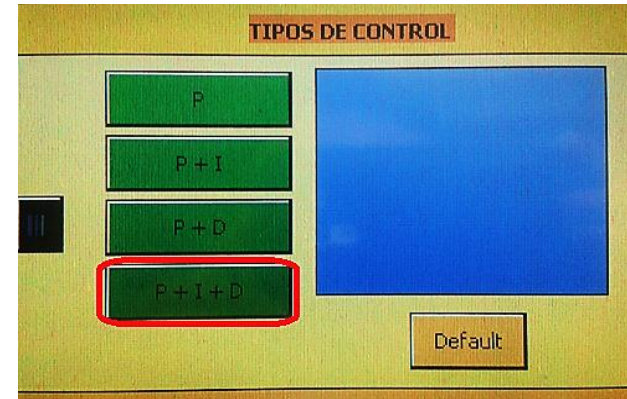 TIPOS DE CONTROL
P
P + I
P + D
P + I + D
Default